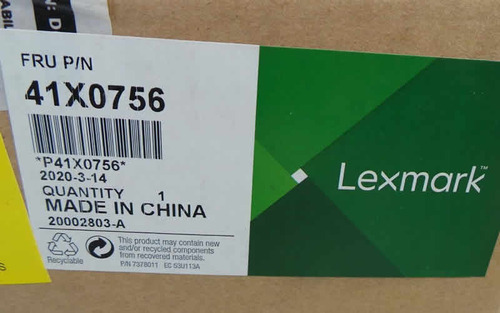 FRU P/N
41X0756
*P41X0756*
2020-3-14
QUANTITY 1
MADE IN CHINA
20002803-A
Recyclable
This product may contain new
and/or recycled components
from recovered materials.
P/N 7378011 EC 53U113A
Lexmark™